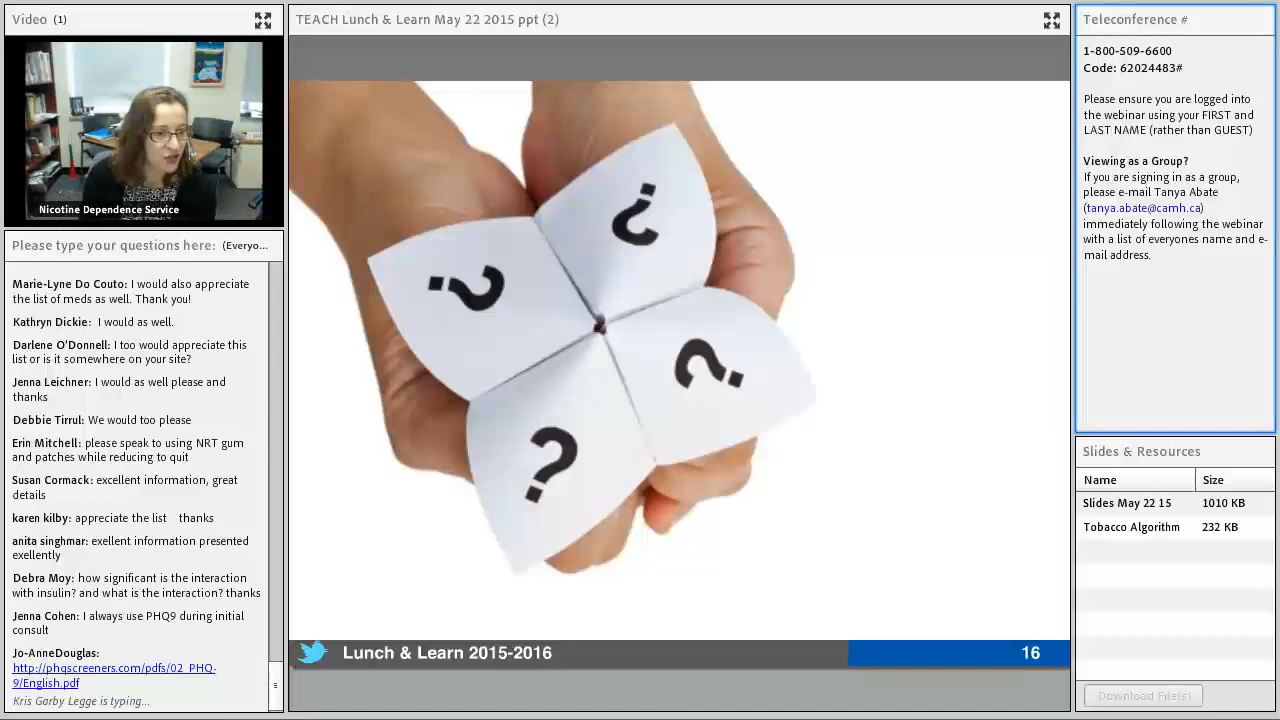 Video (1)
Nicotine Dependence Service
Please type your questions here: (Everyo...
Marie-Lyne Do Couto: I would also appreciate
the list of meds as well. Thank you!
Kathryn Dickie: I would as well.
Darlene O'Donnell: I too would appreciate this
list or is it somewhere on your site?
Jenna Leichner: I would as well please and
thanks
Debbie Tirrul: We would too please
Erin Mitchell: please speak to using NRT gum
and patches while reducing to quit
Susan Cormack: excellent information, great
details
karen kilby: appreciate the list thanks
anita singhmar: exellent information presented
exellently
Debra Moy: how significant is the interaction
with insulin? and what is the interaction? thanks
Jenna Cohen: I always use PHQ9 during initial
consult
Jo-AnneDouglas:
http://phqscreeners.com/pdfs/02_PHQ-
9/English.pdf
Kris Garby Legge is typing...
TEACH Lunch & Learn May 22 2015 ppt (2)
?
?
?
?
Lunch & Learn 2015-2016
16
Teleconference #
1-800-509-6600
Code: 62024483#
Please ensure you are logged into
the webinar using your FIRST and
LAST NAME (rather than GUEST)
Viewing as a Group?
If you are signing in as a group,
please e-mail Tanya Abate
(tanya.abate@camh.ca)
immediately following the webinar
with a list of everyones name and e-
mail address.
Slides & Resources
Name Size
Slides May 22 15 1010 KB
Tobacco Algorithm 232 KB
Download File(s)